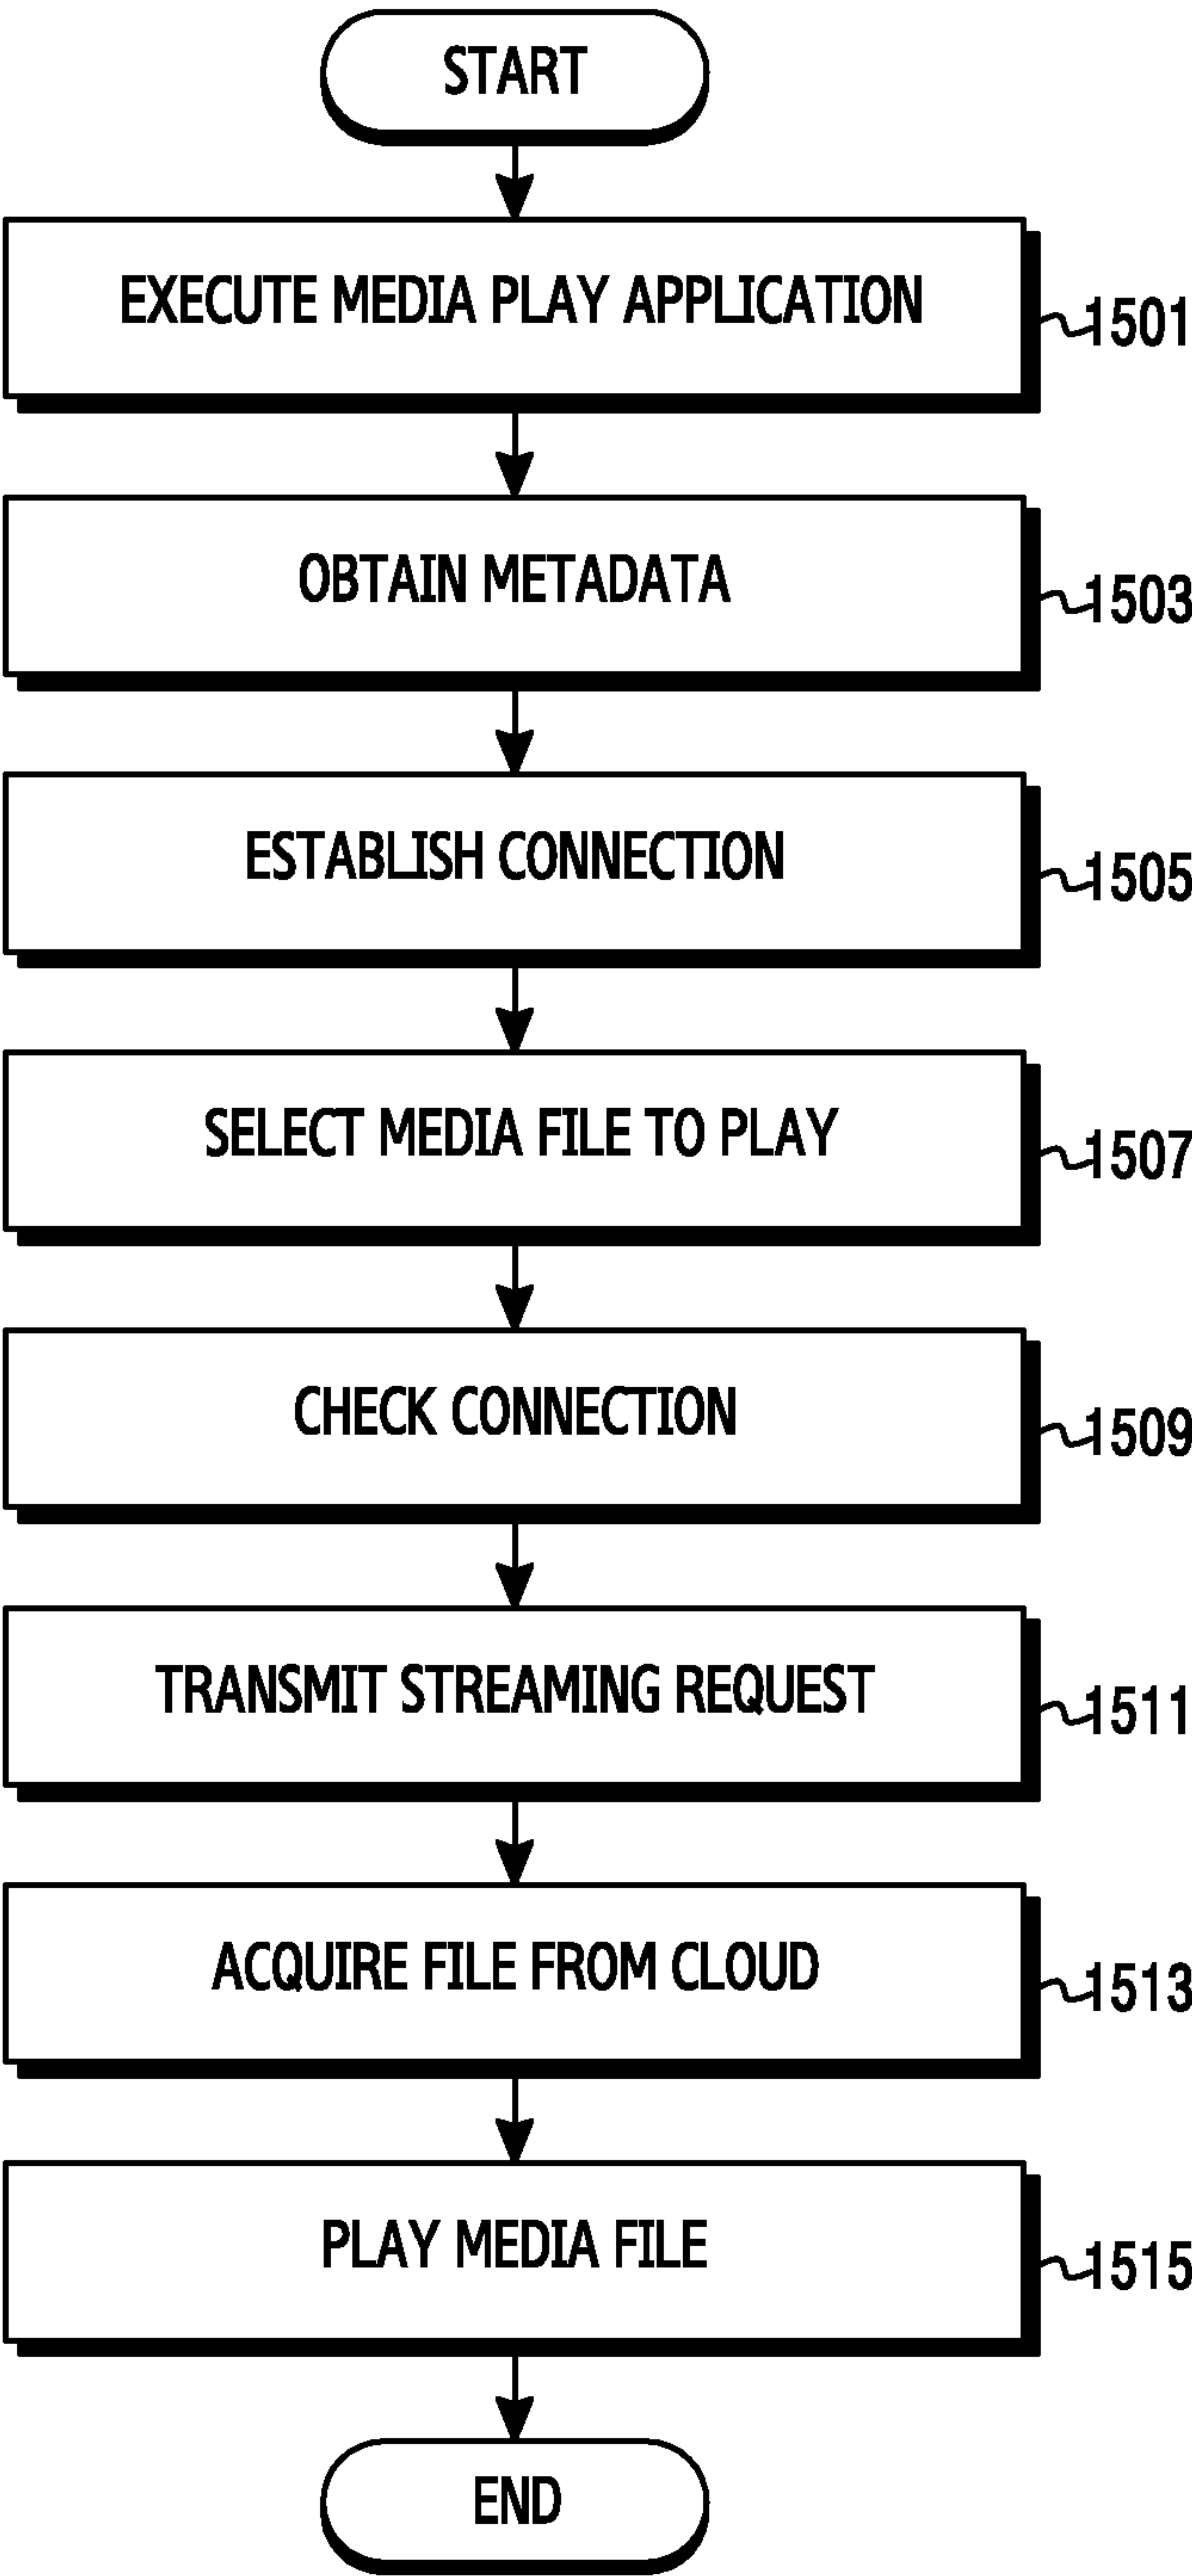 START
EXECUTE MEDIA PLAY APPLICATION
1501
OBTAIN METADATA
1503
ESTABLISH CONNECTION
1505
SELECT MEDIA FILE TO PLAY
1507
CHECK CONNECTION
1509
TRANSMIT STREAMING REQUEST
1511
ACQUIRE FILE FROM CLOUD
1513
PLAY MEDIA FILE
1515
END